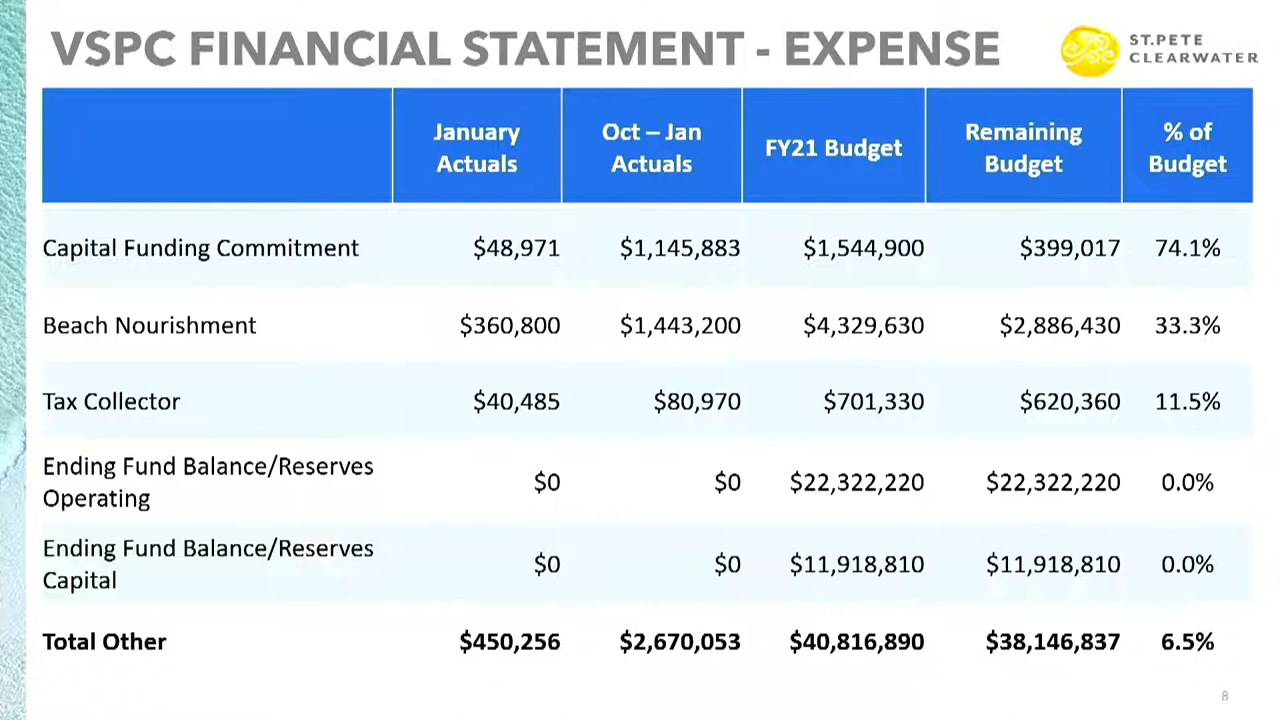 VSPC FINANCIAL STATEMENT - EXPENSE
ST.PETE
CLEARWATER
January Actuals Oct – Jan Actuals FY21 Budget Remaining Budget % of Budget
Capital Funding Commitment $48,971 $1,145,883 $1,544,900 $399,017 74.1%
Beach Nourishment $360,800 $1,443,200 $4,329,630 $2,886,430 33.3%
Tax Collector $40,485 $80,970 $701,330 $620,360 11.5%
Ending Fund Balance/Reserves Operating $0 $0 $22,322,220 $22,322,220 0.0%
Ending Fund Balance/Reserves Capital $0 $0 $11,918,810 $11,918,810 0.0%
Total Other $450,256 $2,670,053 $40,816,890 $38,146,837 6.5%
8